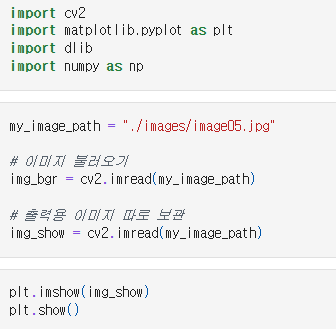 import cv2
import matplotlib.pyplot as plt
import dlib
import numpy as np
my_image_path = "./images/image05.jpg"
# 이미지 불러오기
img_bgr = cv2.imread(my_image_path)
# 출력용 이미지 따로 보관
img_show = cv2.imread(my_image_path)
plt.imshow(img_show)
plt.show()